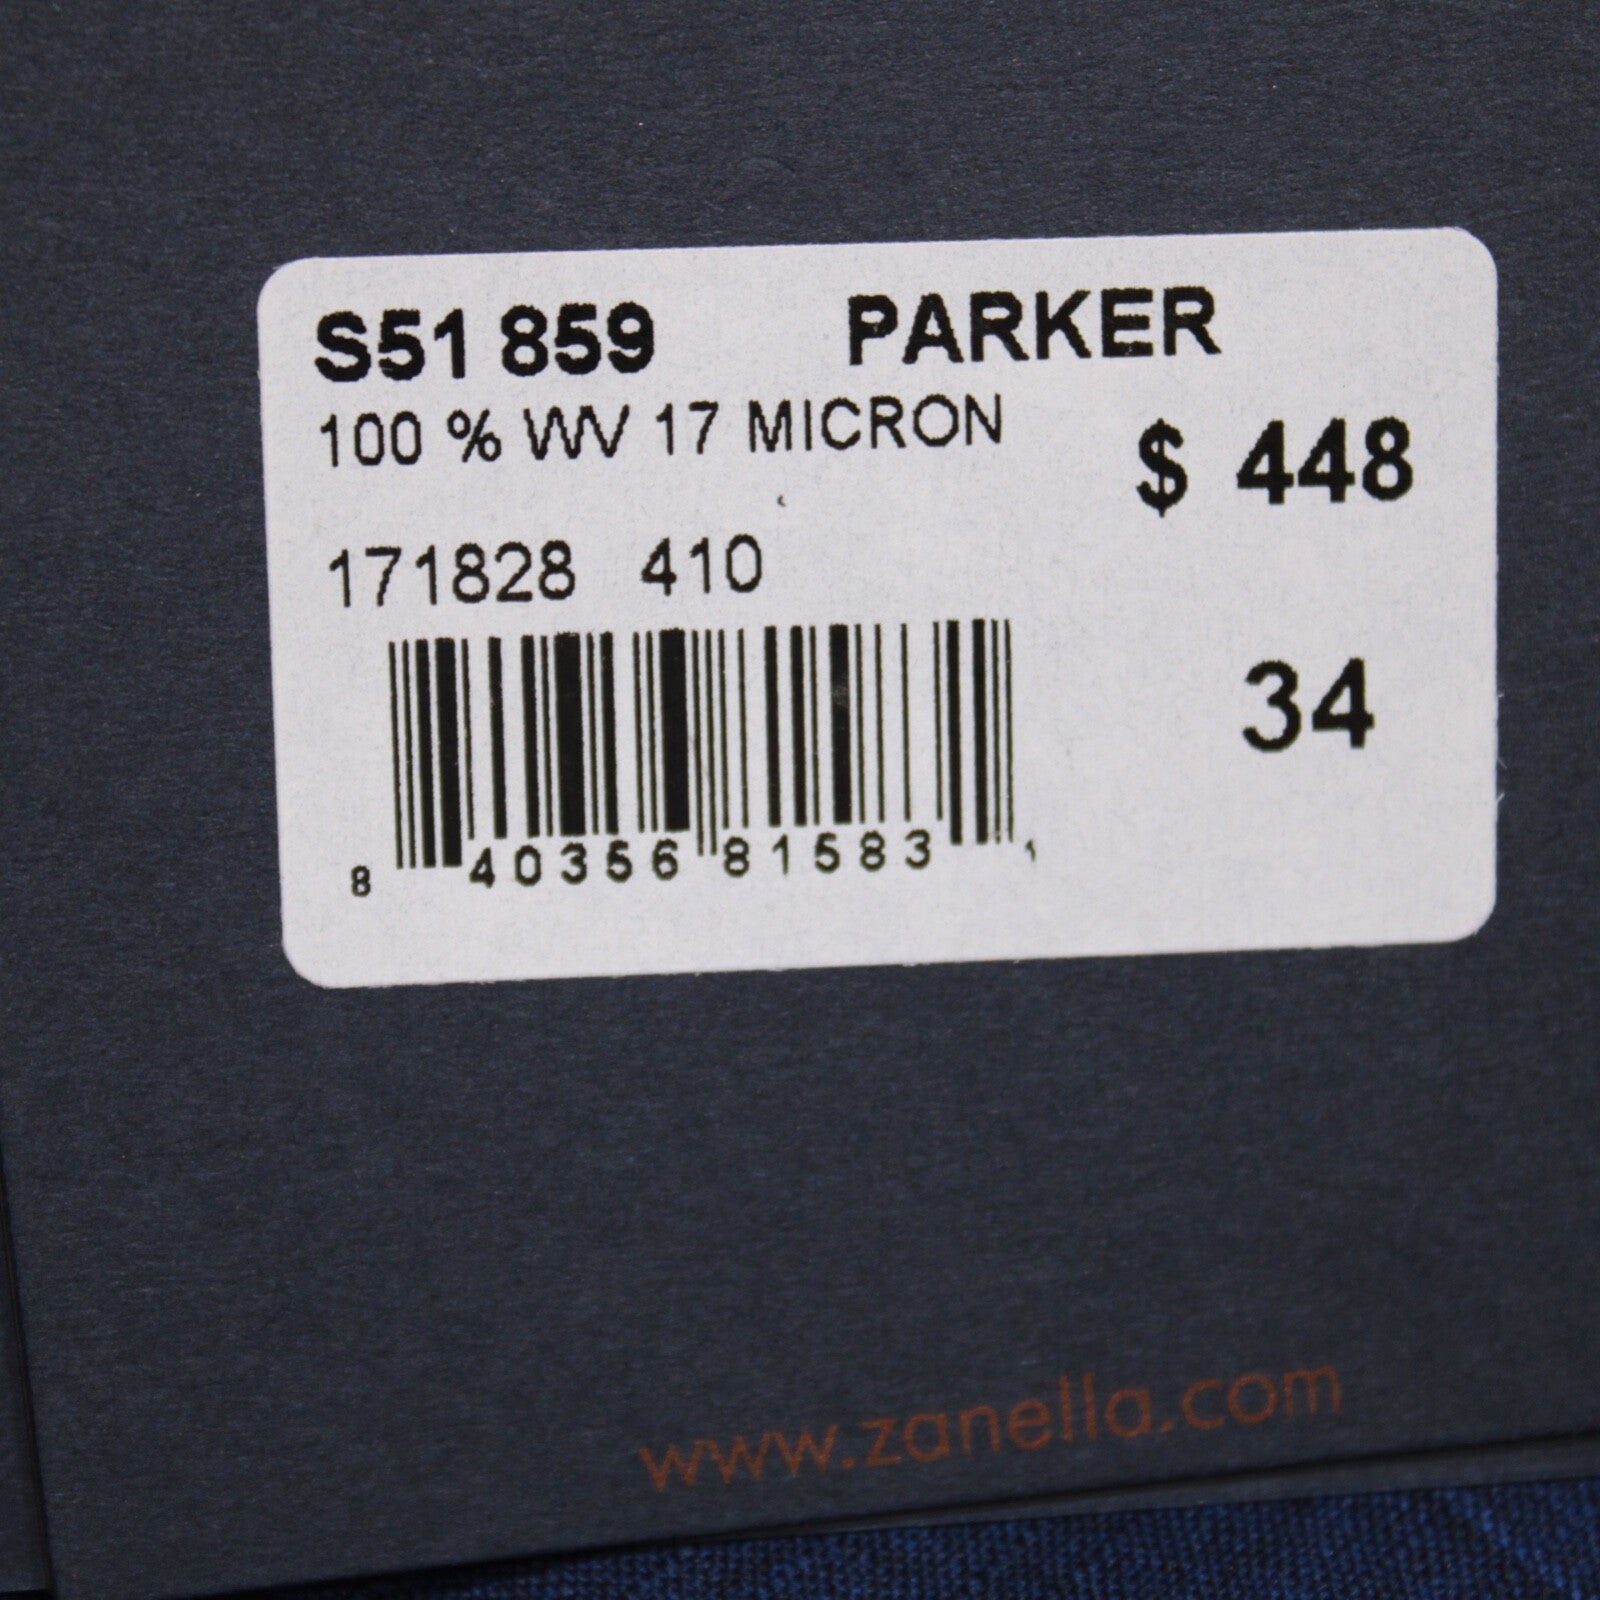 S51 859 PARKER
100 % WV 17 MICRON
$ 448
171828 410
34
8 40356 81583 1
www.zanella.com